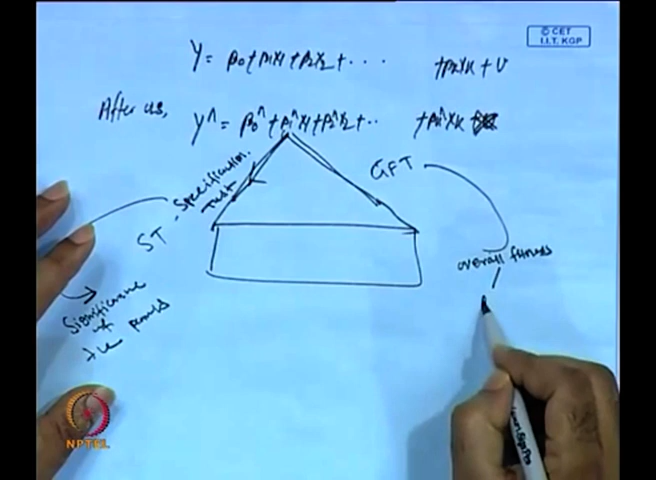 © CET
I.I.T. KGP
Y = β0 + β1X1 + β2X2 + . . . + βkXk + U
After us, Y^ = β0^ + β1^X1 + β2^X2 + . . + βk^Xk
ST - Specification Test
GFT
overall fitness
Significance of the
NPTEL